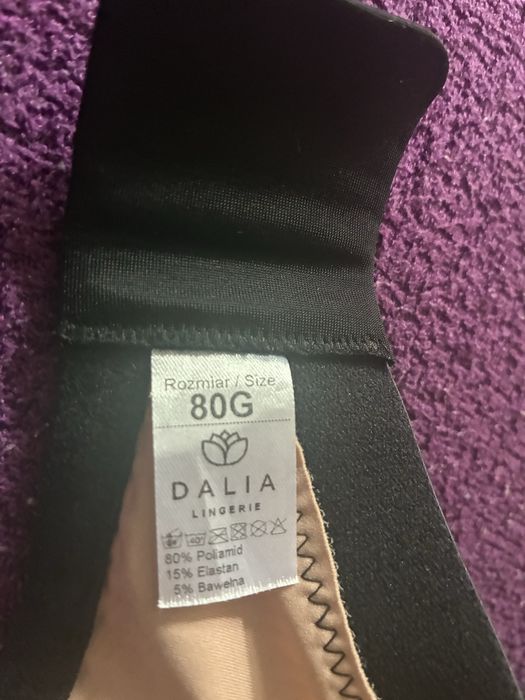 Rozmiar / Size
80G
DALIA
LINGERIE
80% Poliamid
15% Elastan
5% Bawełna